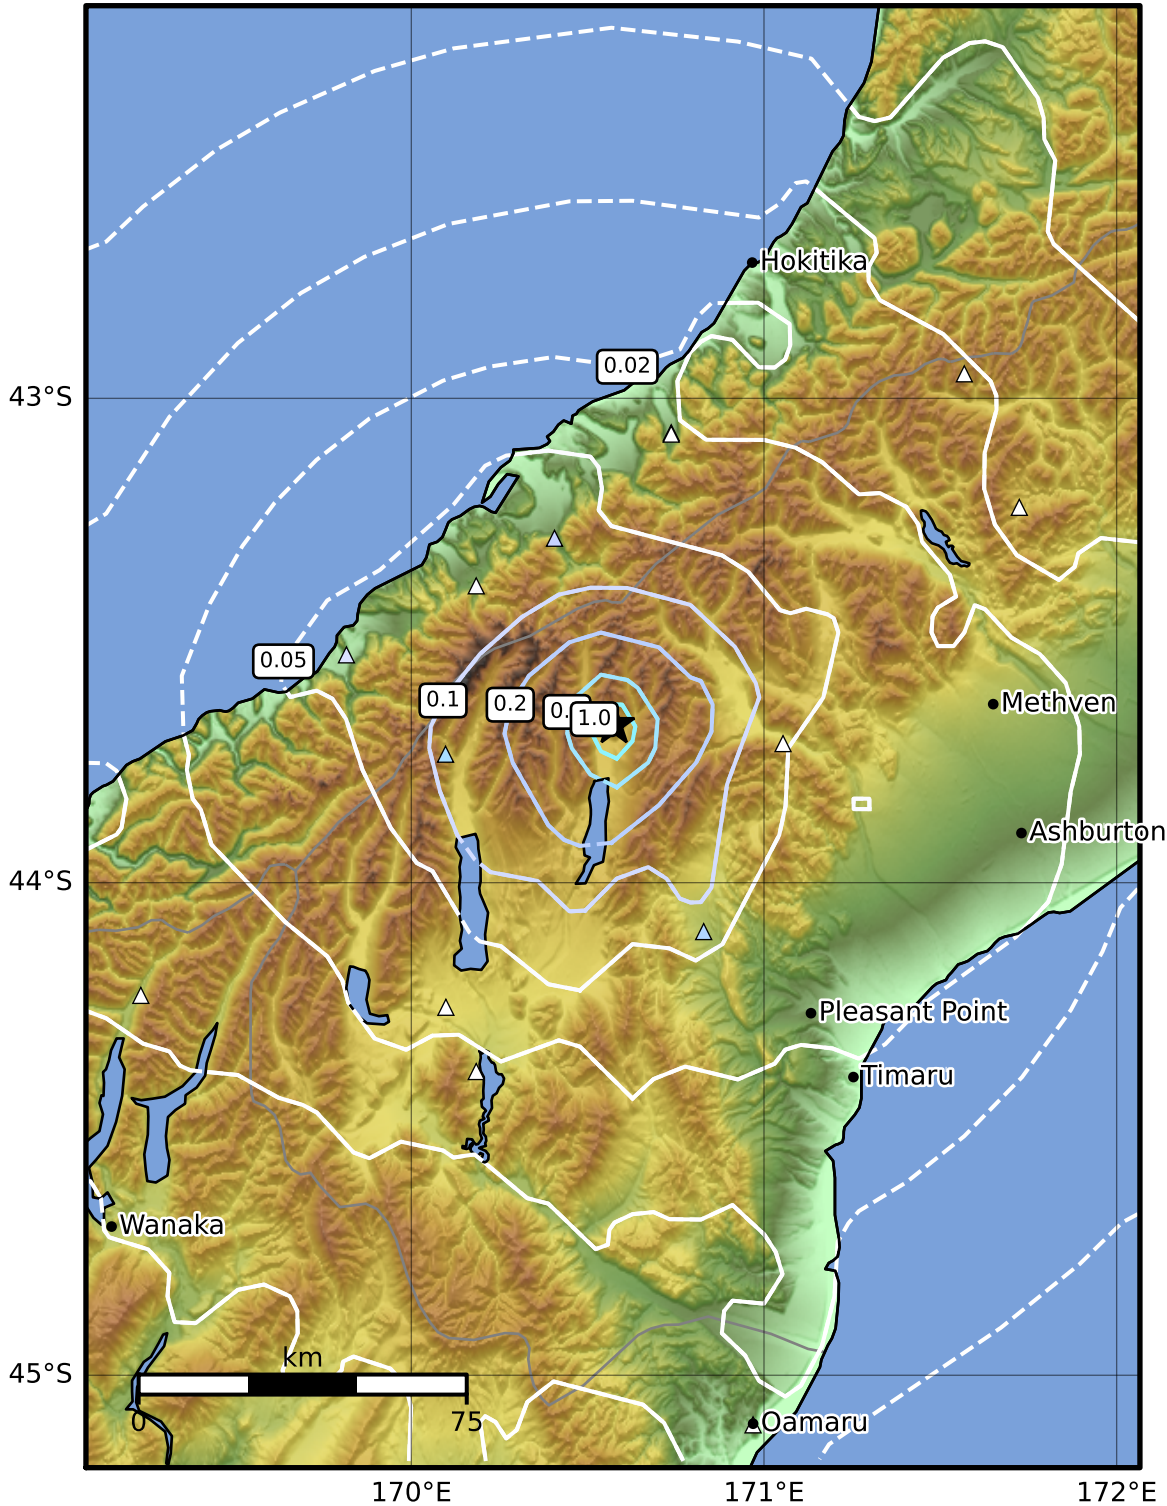 Hokitika
0.02
43°S
0.05
0.1
0.2
1.0
Methven
Ashburton
44°S
Pleasant Point
Timaru
Wanaka
km
45°S
0
75
Oamaru
170°E
171°E
172°E